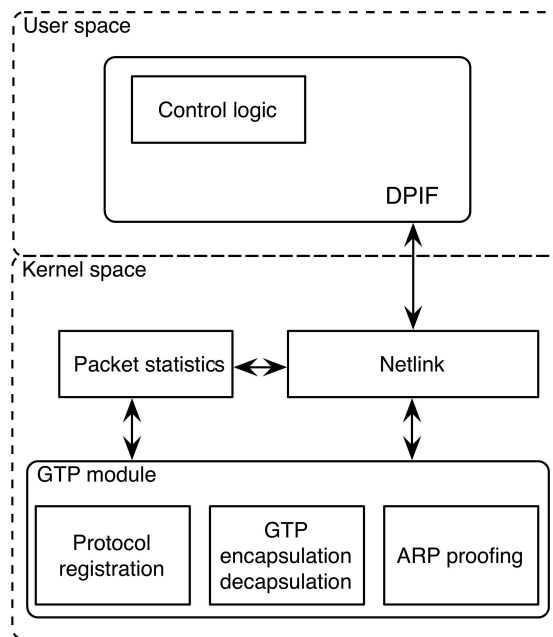 User space
Control logic
DPIF
Kernel space
Packet statistics
Netlink
GTP module
Protocol
registration
GTP
encapsulation
decapsulation
ARP proofing